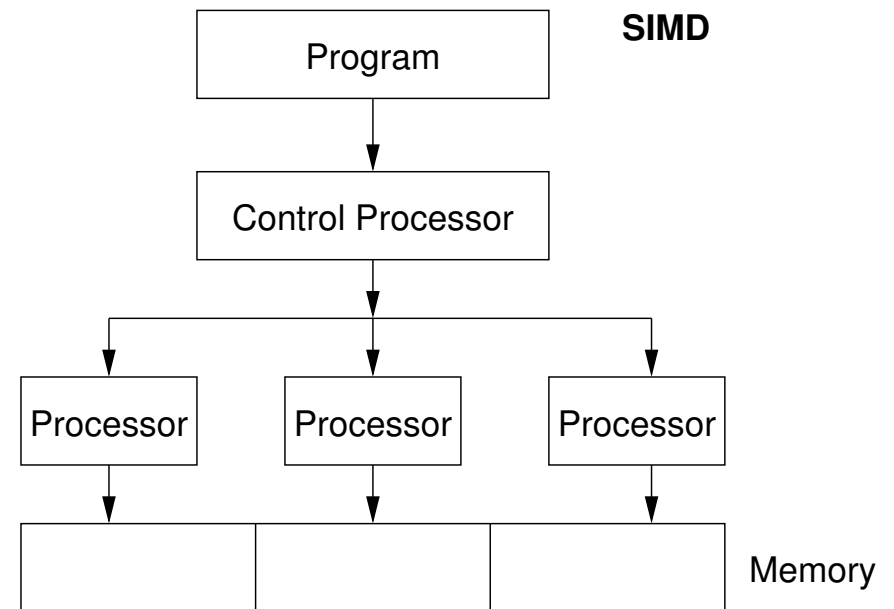 SIMD
Program
Control Processor
Processor
Processor
Processor
Memory